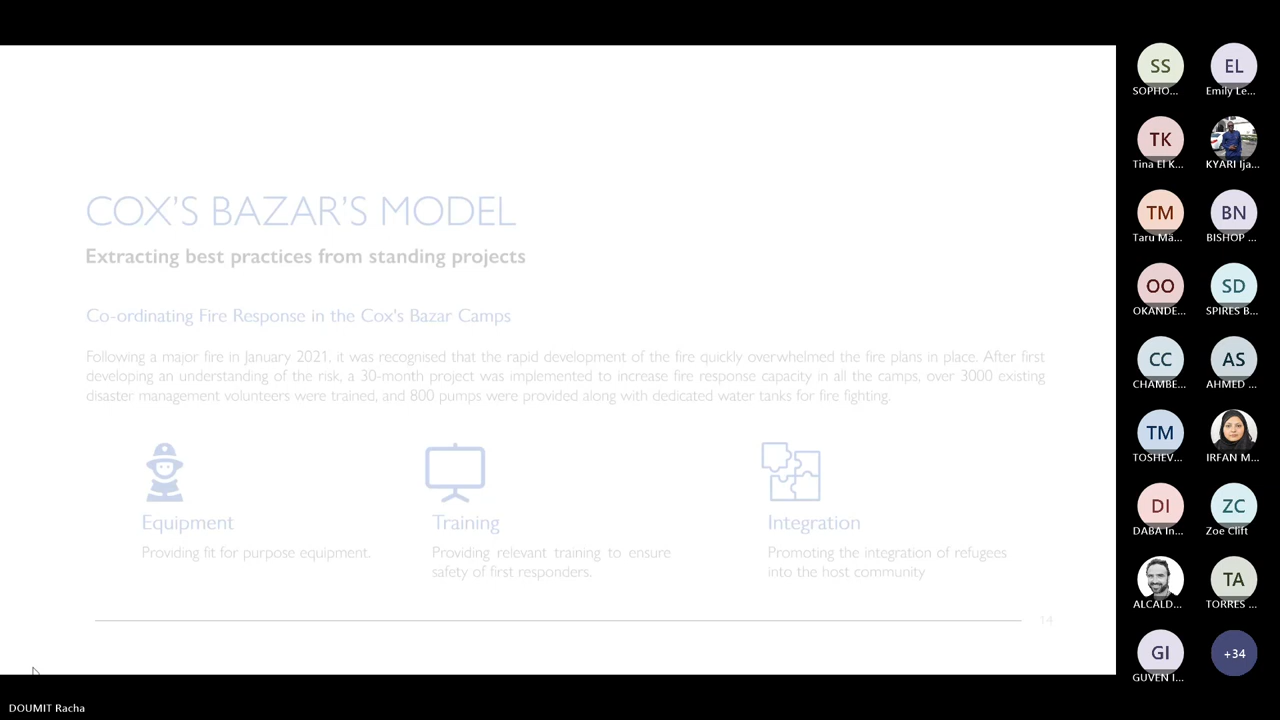 COX'S BAZAR'S MODEL
Extracting best practices from standing projects
Co-ordinating Fire Response in the Cox's Bazar Camps
Following a major fire in January 2021, it was recognised that the rapid development of the fire quickly overwhelmed the fire plans in place. After first
developing an understanding of the risk, a 30-month project was implemented to increase fire response capacity in all the camps, over 3000 existing
disaster management volunteers were trained, and 800 pumps were provided along with dedicated water tanks for fire fighting.
Equipment
Providing fit for purpose equipment.
Training
Providing relevant training to ensure
safety of first responders.
Integration
Promoting the integration of refugees
into the host community
14
SS
SOPHO...
EL
Emily Le...
TK
Tina El K...
KYARI Ija...
TM
Taru Mä...
BN
BISHOP ...
OO
OKANDE...
SD
SPIRES B...
CC
CHAMBE...
AS
AHMED ...
TM
TOSHEV...
IRFAN M...
DI
DABA In...
ZC
Zoe Clift
ALCALD...
TA
TORRES ...
GI
GUVEN I...
+34
DOUMIT Racha